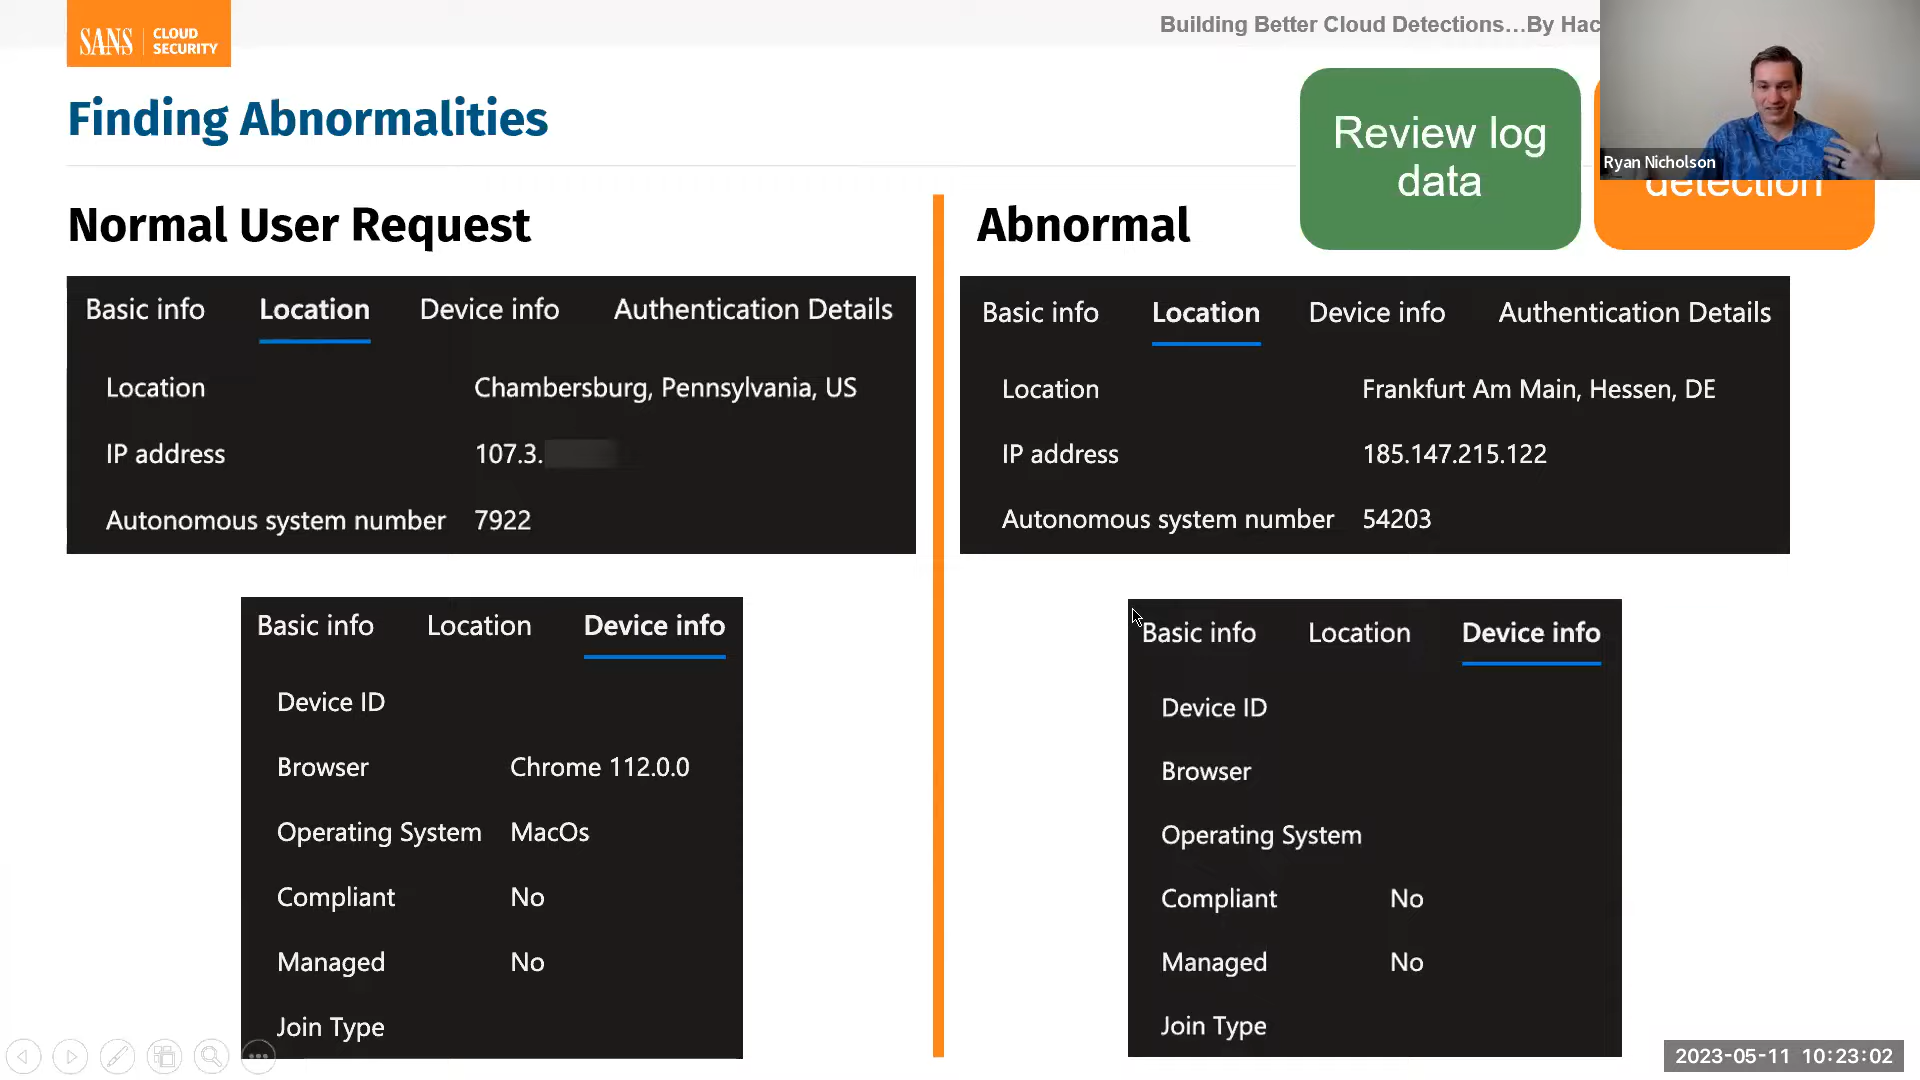 SANS
CLOUD
SECURITY
Building Better Cloud Detections…By Hac
Finding Abnormalities
Review log
data
detection
Ryan Nicholson
Normal User Request
Basic info Location Device info Authentication Details
Location Chambersburg, Pennsylvania, US
IP address 107.3.
Autonomous system number 7922
Basic info Location Device info
Device ID
Browser Chrome 112.0.0
Operating System MacOs
Compliant No
Managed No
Join Type
Abnormal
Basic info Location Device info Authentication Details
Location Frankfurt Am Main, Hessen, DE
IP address 185.147.215.122
Autonomous system number 54203
Basic info Location Device info
Device ID
Browser
Operating System
Compliant No
Managed No
Join Type
2023-05-11 10:23:02